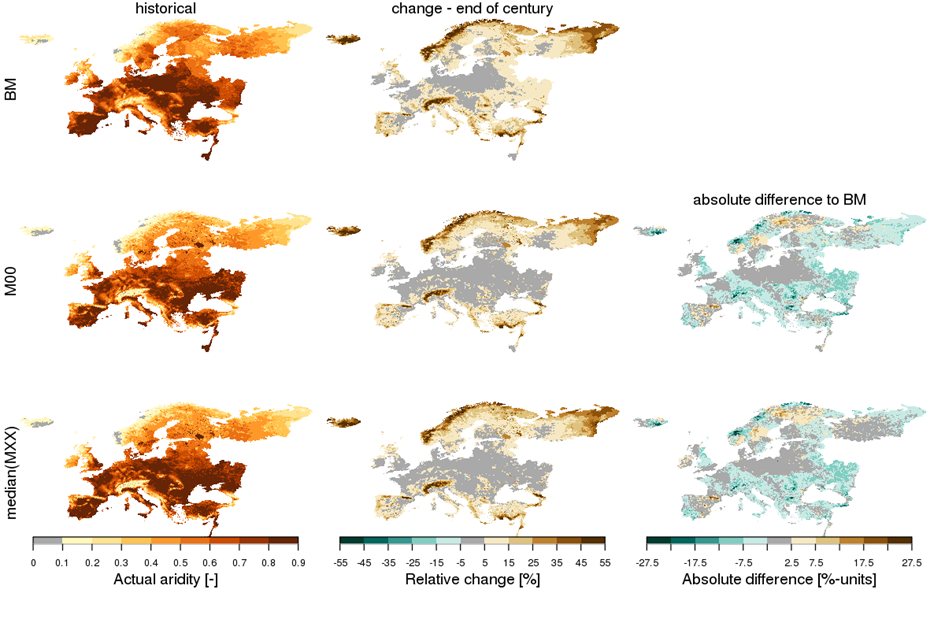 historical
change - end of century
BM
absolute difference to BM
M00
median(MXX)
0 0.1 0.2 0.3 0.4 0.5 0.6 0.7 0.8 0.9
Actual aridity [-]
-55 -45 -35 -25 -15 -5 5 15 25 35 45 55
Relative change [%]
-27.5 -17.5 -7.5 2.5 7.5 17.5 27.5
Absolute difference [%-units]